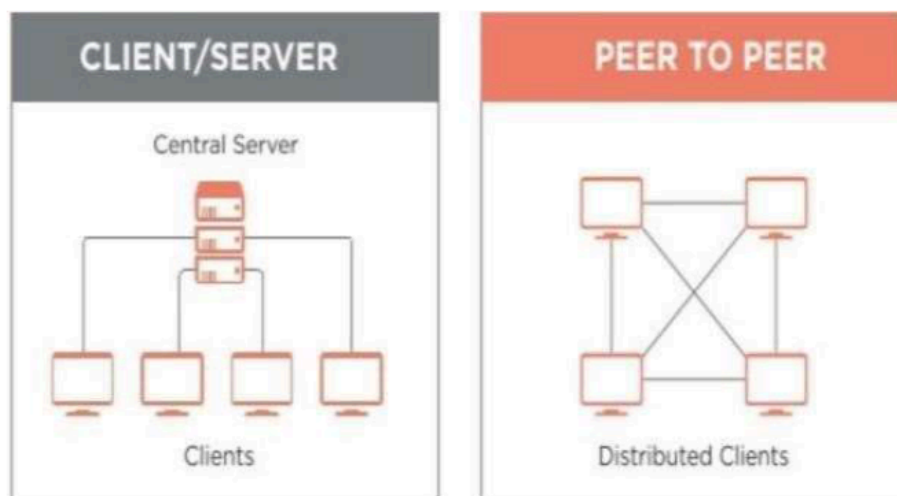 CLIENT/SERVER
Central Server
Clients
PEER TO PEER
Distributed Clients